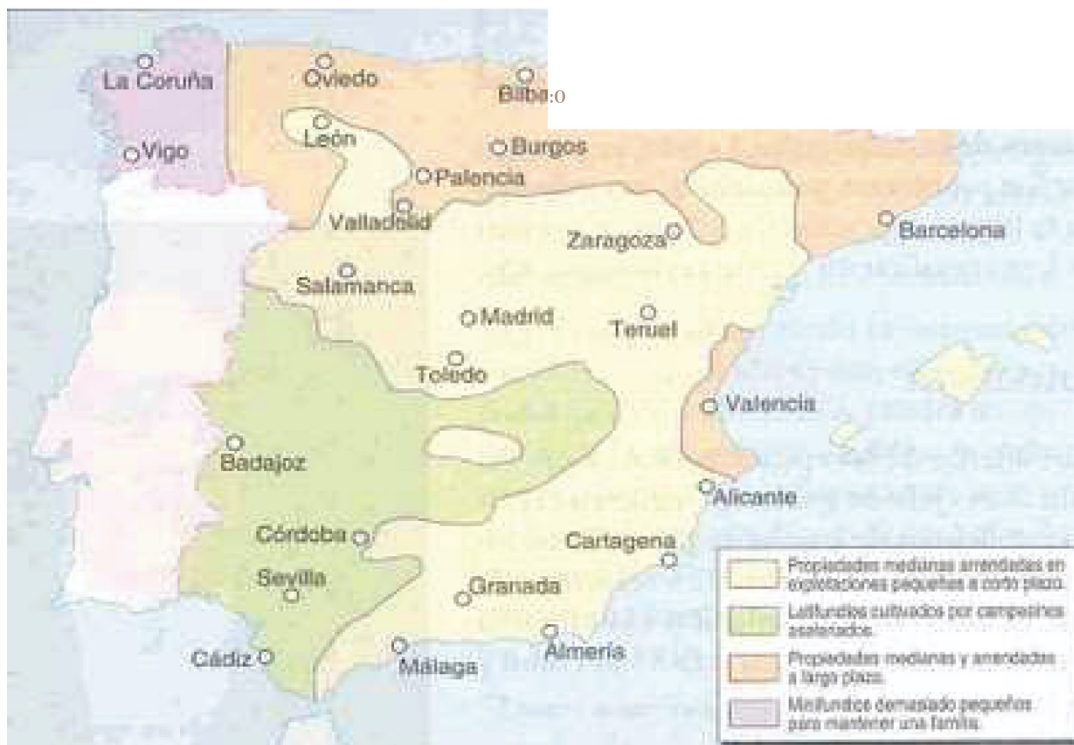 La Coruña
Oviedo
Bilba:0
León
Vigo
Burgos
Palencia
Valladolid
Zaragoza
Barcelona
Salamanca
Madrid
Teruel
Toledo
Valencia
Badajoz
Alicante
Córdoba
Cartagena
Sevilla
Granada
Cádiz
Málaga
Almería
Propiedades medianas arrendadas en
explotaciones pequeñas a corto plazo.
Latifundios cultivados por campesinos
asalariados.
Propiedades medianas y arrendadas
a largo plazo.
Minifundios demasiado pequeños
para mantener una familia.